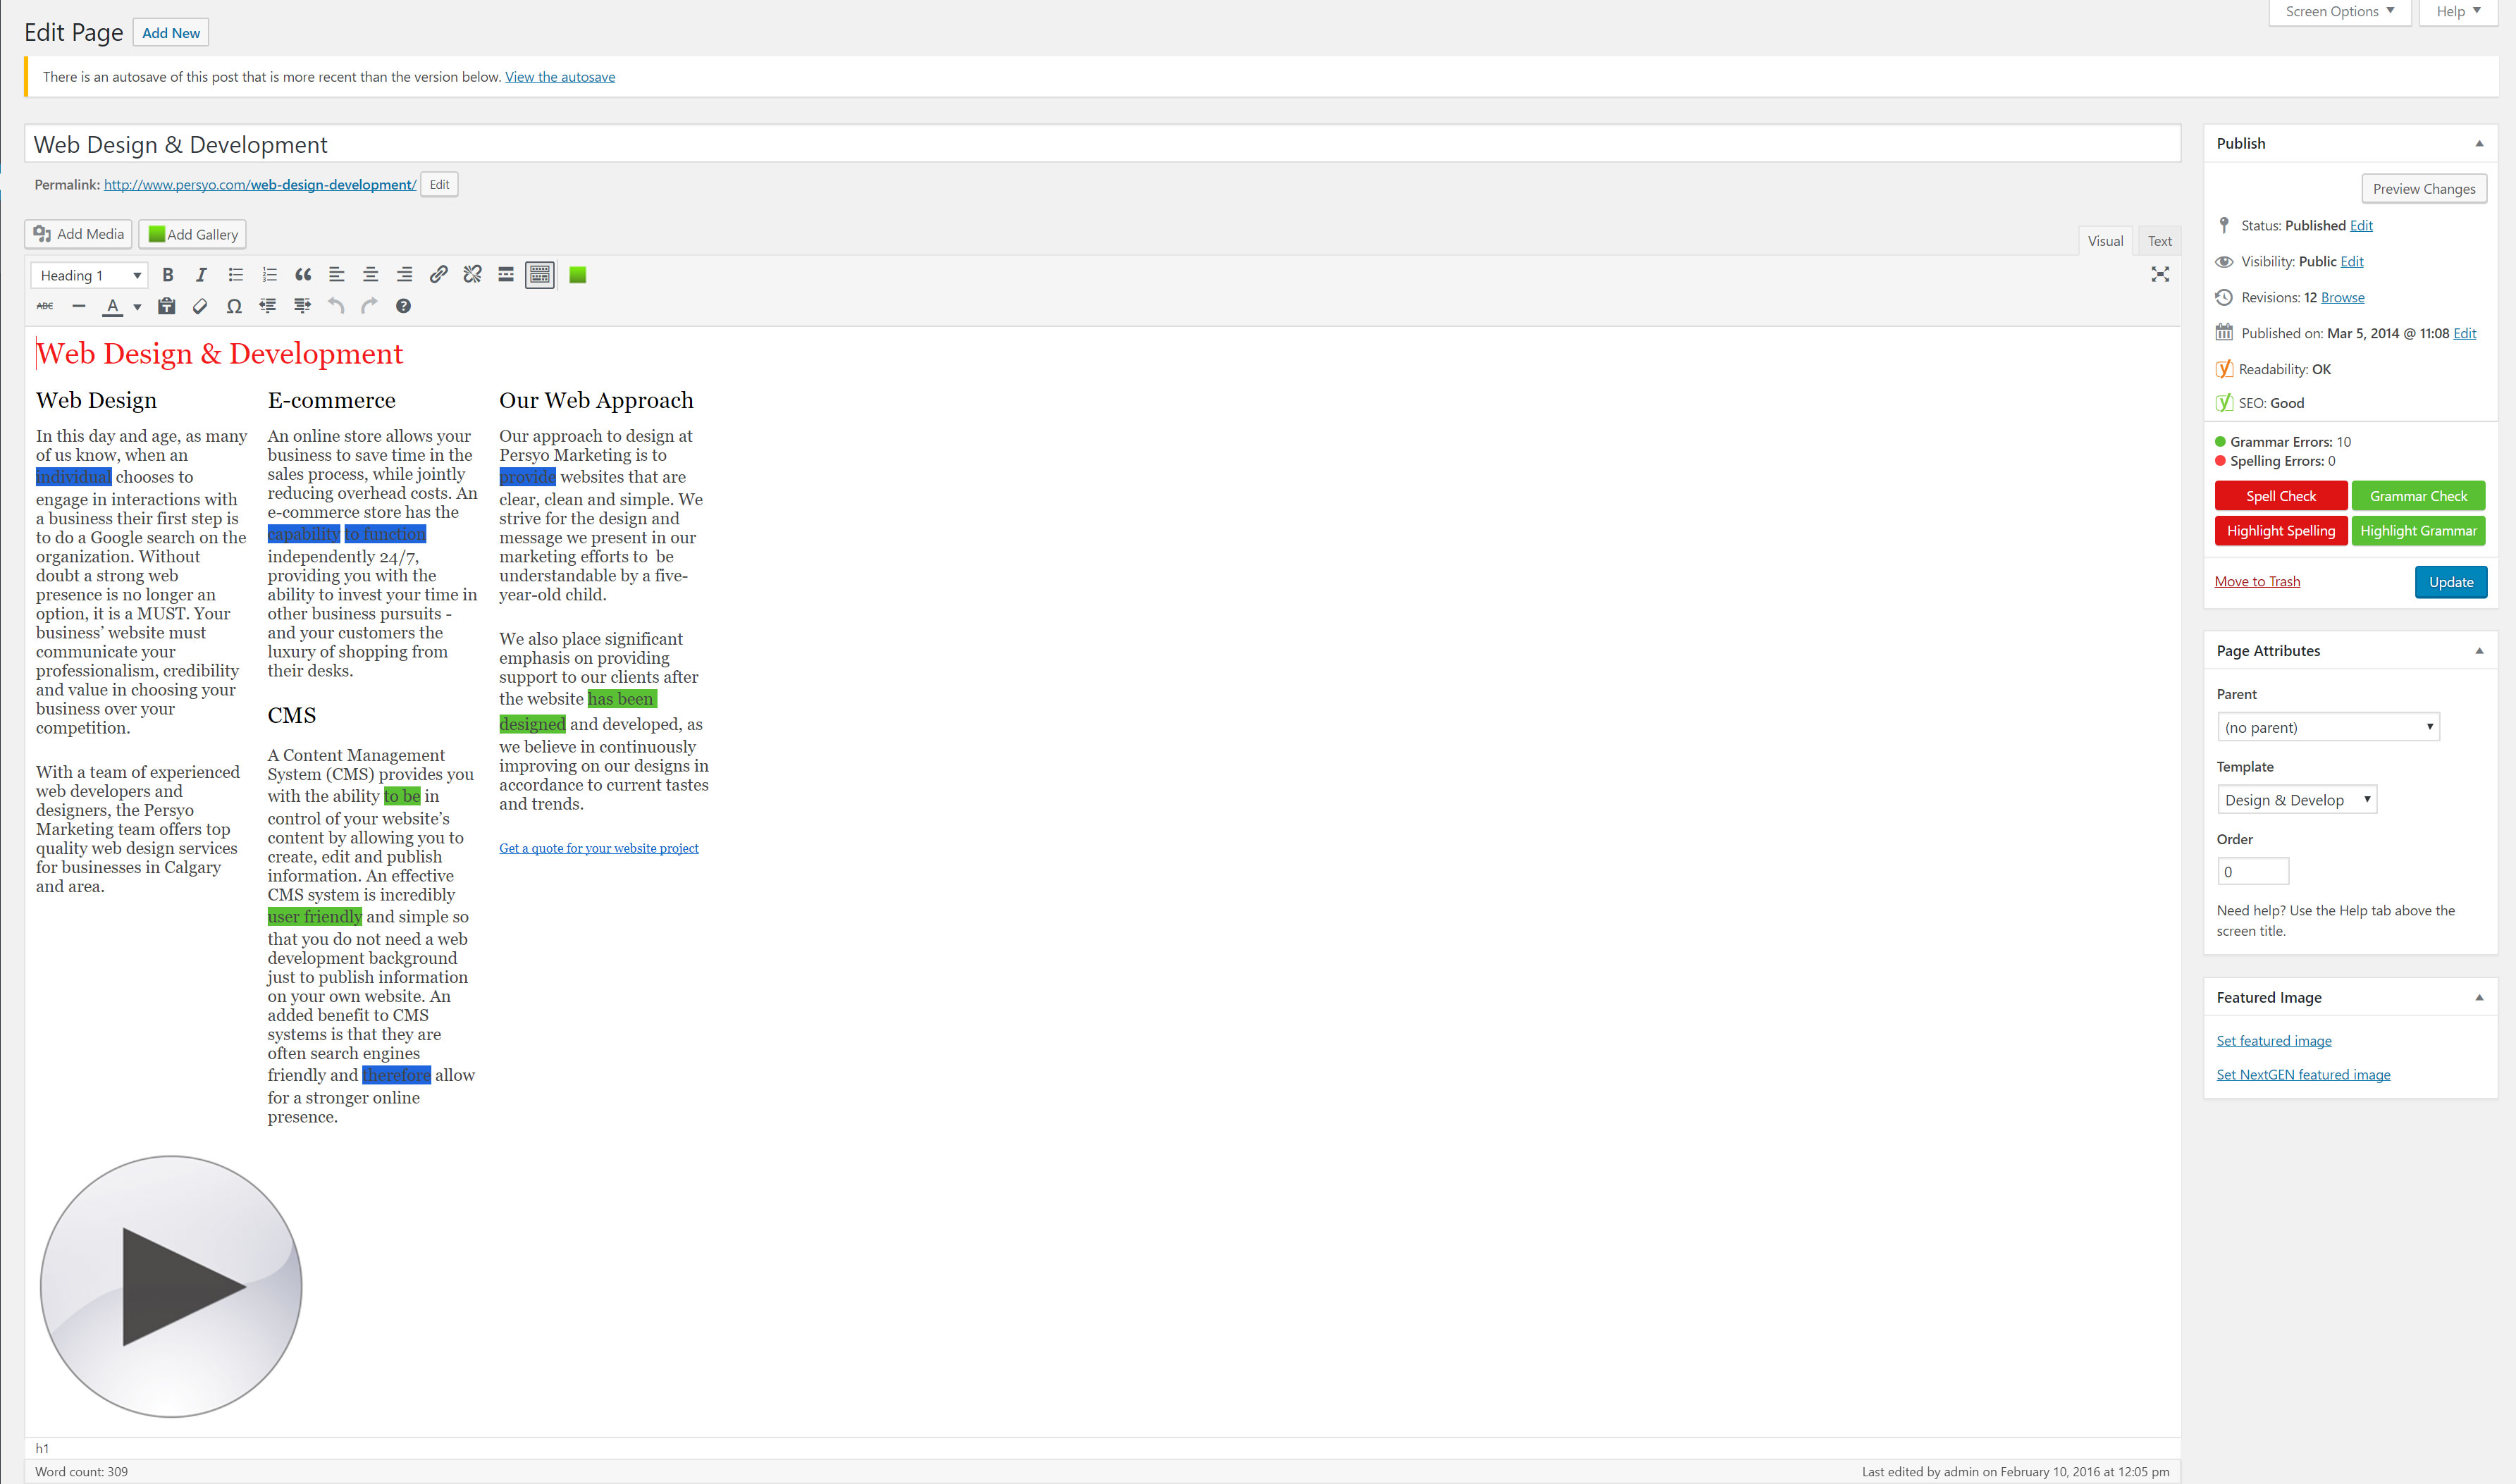 Screen Options
Help
Edit Page
Add New
There is an autosave of this post that is more recent than the version below. View the autosave
Web Design & Development
Permalink: http://www.persyo.com/web-design-development/ Edit
Add Media
Add Gallery
Visual
Text
Heading 1
B I
ABC
A
T
Ω
?
Web Design & Development
Web Design
In this day and age, as many
of us know, when an
individual chooses to
engage in interactions with
a business their first step is
to do a Google search on the
organization. Without
doubt a strong web
presence is no longer an
option, it is a MUST. Your
business’ website must
communicate your
professionalism, credibility
and value in choosing your
business over your
competition.
With a team of experienced
web developers and
designers, the Persyo
Marketing team offers top
quality web design services
for businesses in Calgary
and area.
E-commerce
An online store allows your
business to save time in the
sales process, while jointly
reducing overhead costs. An
e-commerce store has the
capability to function
independently 24/7,
providing you with the
ability to invest your time in
other business pursuits -
and your customers the
luxury of shopping from
their desks.
CMS
A Content Management
System (CMS) provides you
with the ability to be in
control of your website’s
content by allowing you to
create, edit and publish
information. An effective
CMS system is incredibly
user friendly and simple so
that you do not need a web
development background
just to publish information
on your own website. An
added benefit to CMS
systems is that they are
often search engines
friendly and therefore allow
for a stronger online
presence.
Our Web Approach
Our approach to design at
Persyo Marketing is to
provide websites that are
clear, clean and simple. We
strive for the design and
message we present in our
marketing efforts to  be
understandable by a five-
year-old child.
We also place significant
emphasis on providing
support to our clients after
the website has been
designed and developed, as
we believe in continuously
improving on our designs in
accordance to current tastes
and trends.
Get a quote for your website project
h1
Word count: 309
Last edited by admin on February 10, 2016 at 12:05 pm
Publish
Preview Changes
Status: Published Edit
Visibility: Public Edit
Revisions: 12 Browse
Published on: Mar 5, 2014 @ 11:08 Edit
Readability: OK
SEO: Good
Grammar Errors: 10
Spelling Errors: 0
Spell Check
Grammar Check
Highlight Spelling
Highlight Grammar
Move to Trash
Update
Page Attributes
Parent
(no parent)
Template
Design & Develop
Order
0
Need help? Use the Help tab above the
screen title.
Featured Image
Set featured image
Set NextGEN featured image